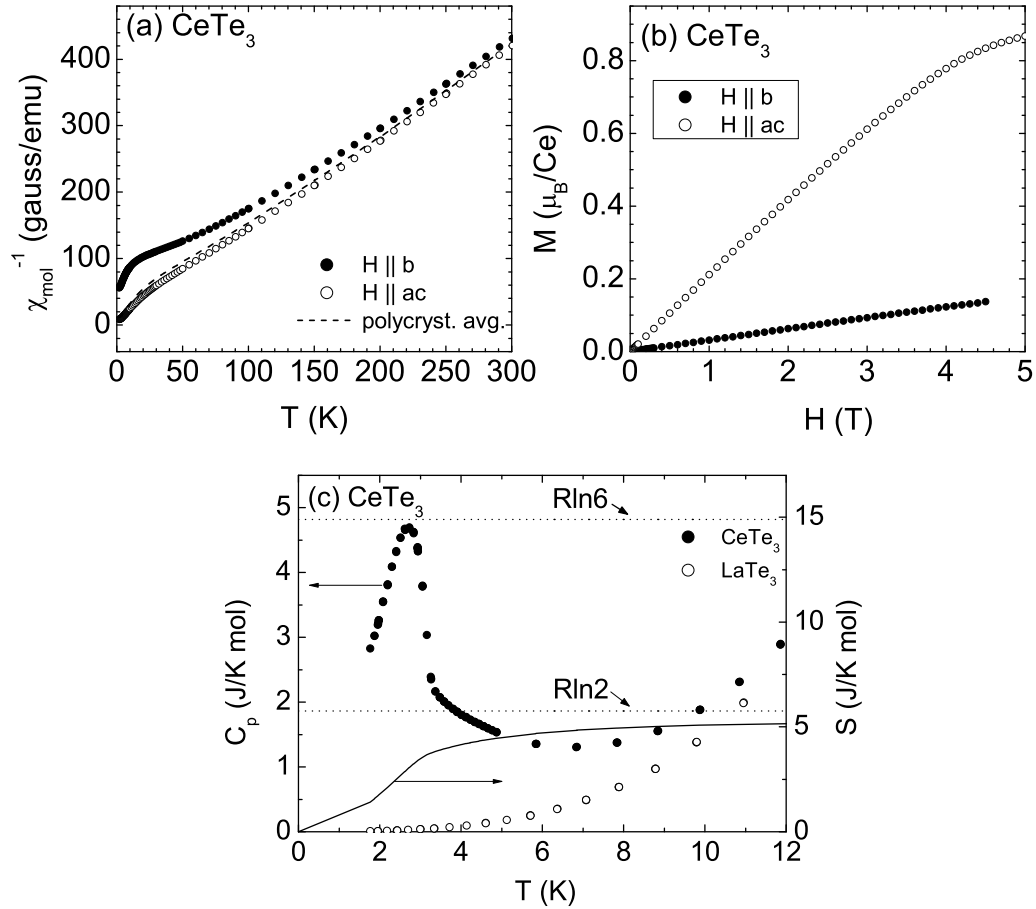 (a) CeTe₃
400
300
200
100
0
χ_mol⁻¹ (gauss/emu)
H || b
H || ac
polycryst. avg.
0 50 100 150 200 250 300
T (K)
(b) CeTe₃
H || b
H || ac
0.8
0.6
0.4
0.2
0.0
M (μ_B/Ce)
0 1 2 3 4 5
H (T)
(c) CeTe₃
Rln6
CeTe₃
LaTe₃
Rln2
5
4
3
2
1
0
C_p (J/K mol)
15
10
5
0
S (J/K mol)
0 2 4 6 8 10 12
T (K)